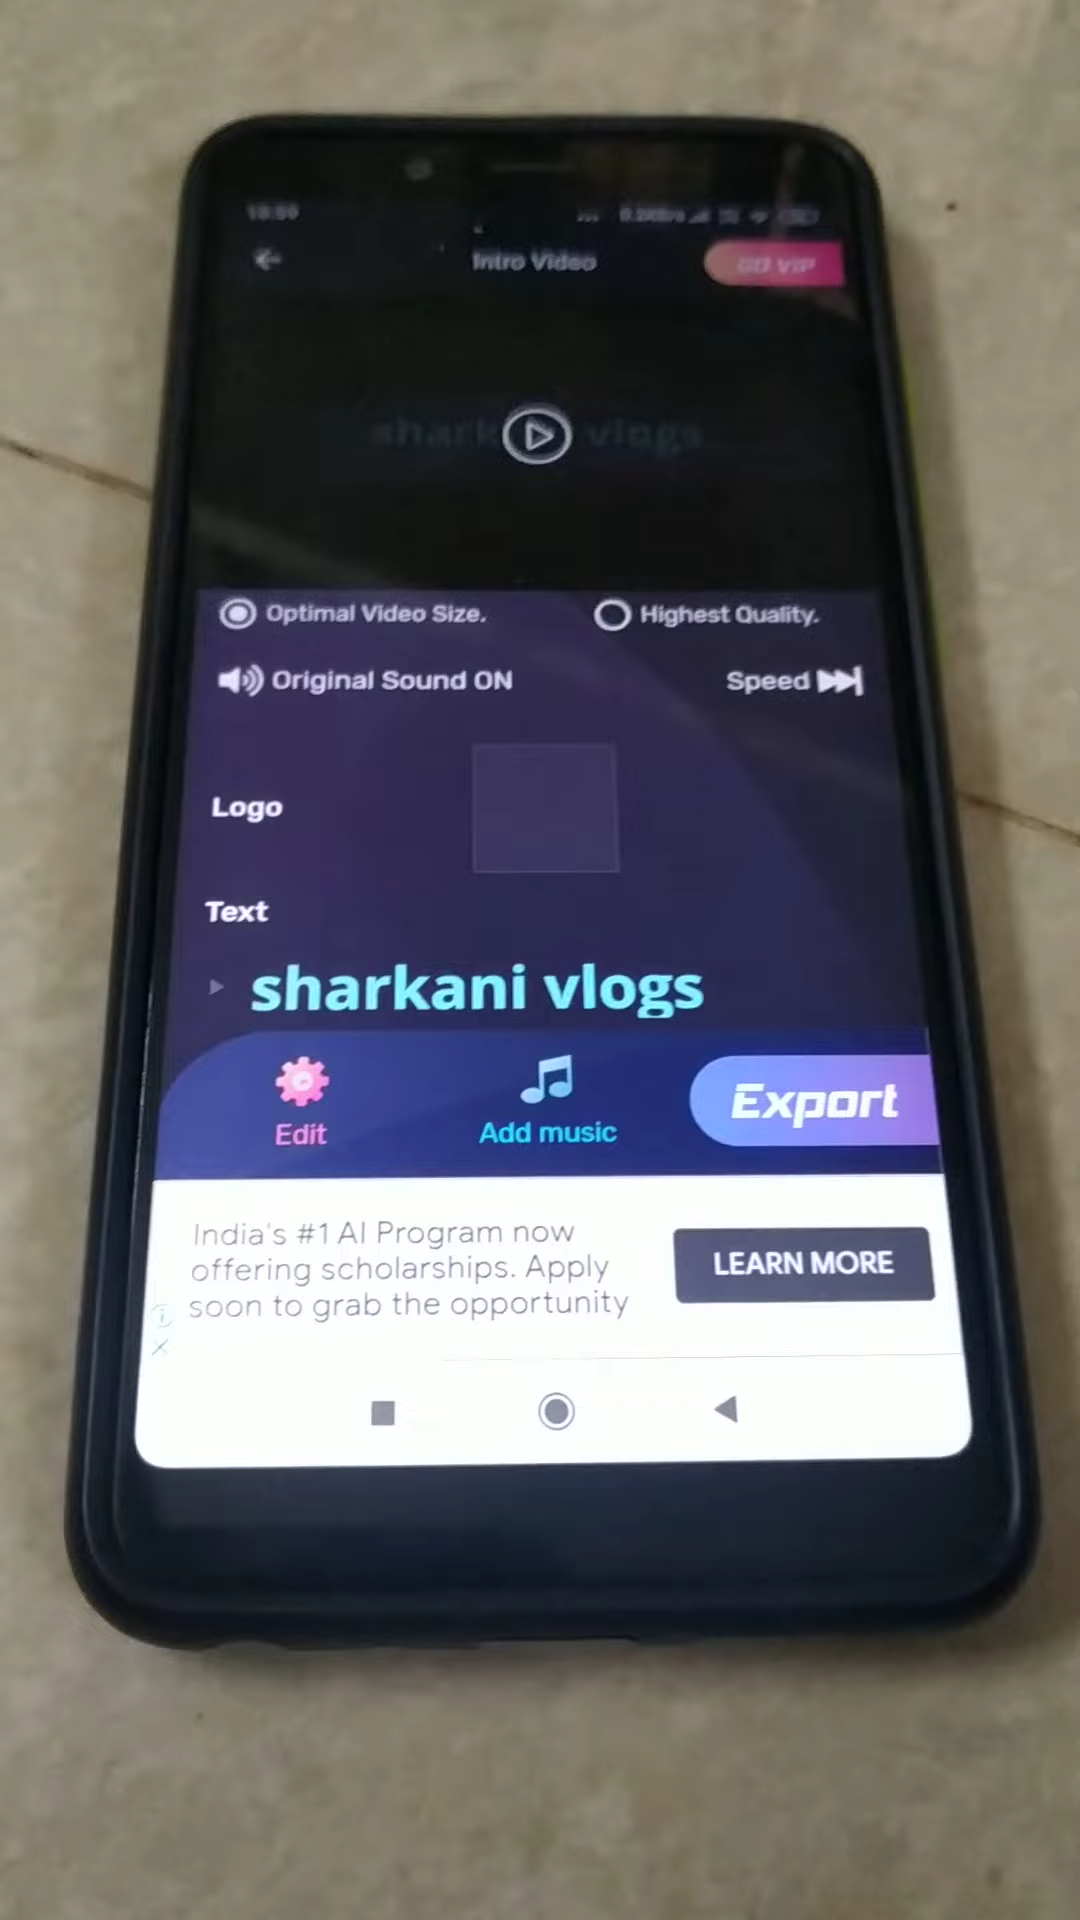 Intro Video
GO VIP
sharkani vlogs
Optimal Video Size.
Highest Quality.
Original Sound ON
Speed
Logo
Text
sharkani vlogs
Edit
Add music
Export
India's #1 AI Program now
offering scholarships. Apply
soon to grab the opportunity
LEARN MORE